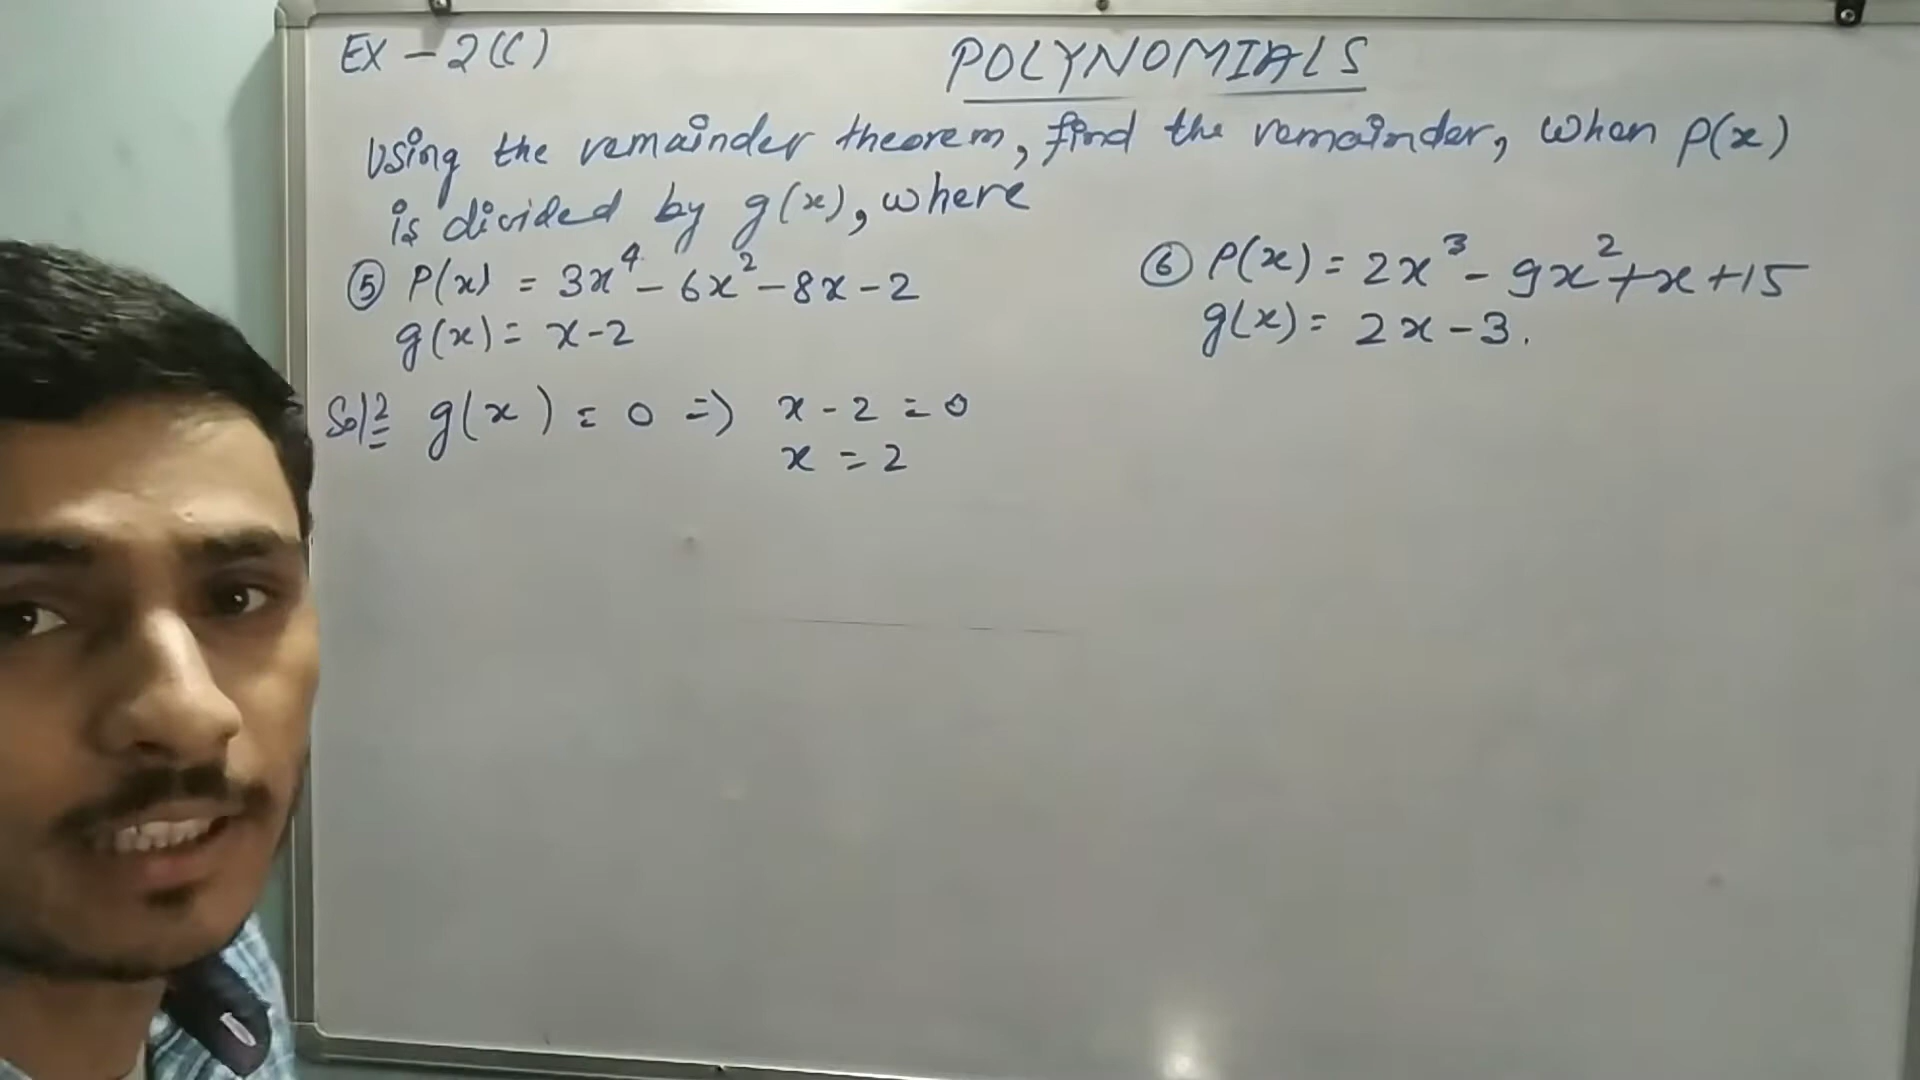 EX - 2(C)
POLYNOMIALS
Using the remainder theorem, find the remainder, when p(x)
is divided by g(x), where
⑤ P(x) = 3x⁴ - 6x² - 8x - 2
g(x) = x-2
⑥ P(x) = 2x³ - 9x² + x + 15
g(x) = 2x - 3.
Solⁿ g(x) = 0 => x - 2 = 0
x = 2